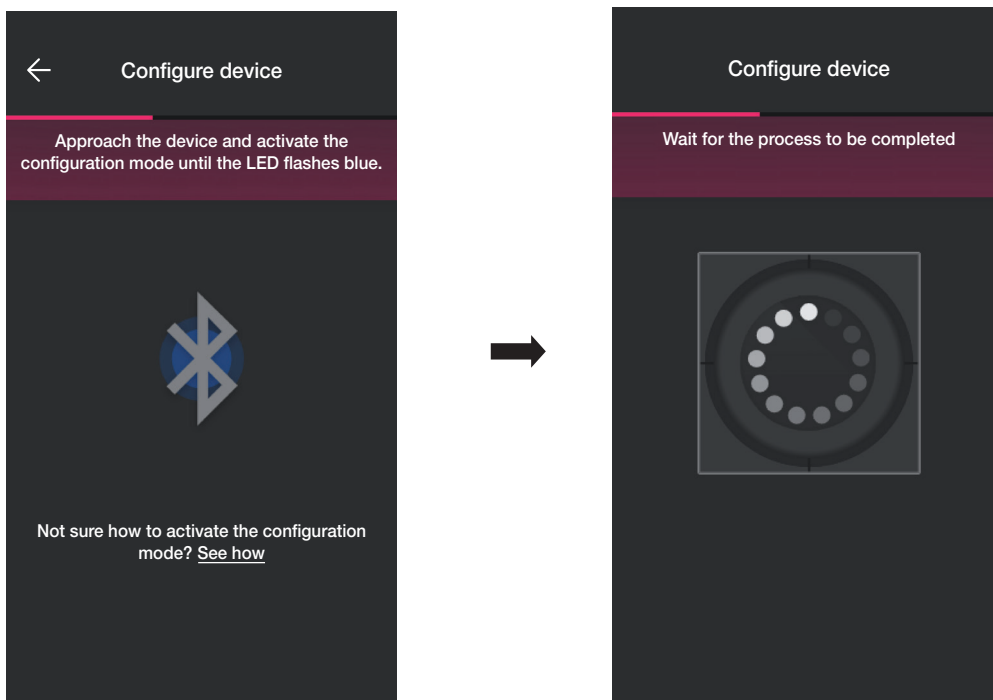 Configure device
Approach the device and activate the
configuration mode until the LED flashes blue.
Not sure how to activate the configuration
mode? See how
Configure device
Wait for the process to be completed